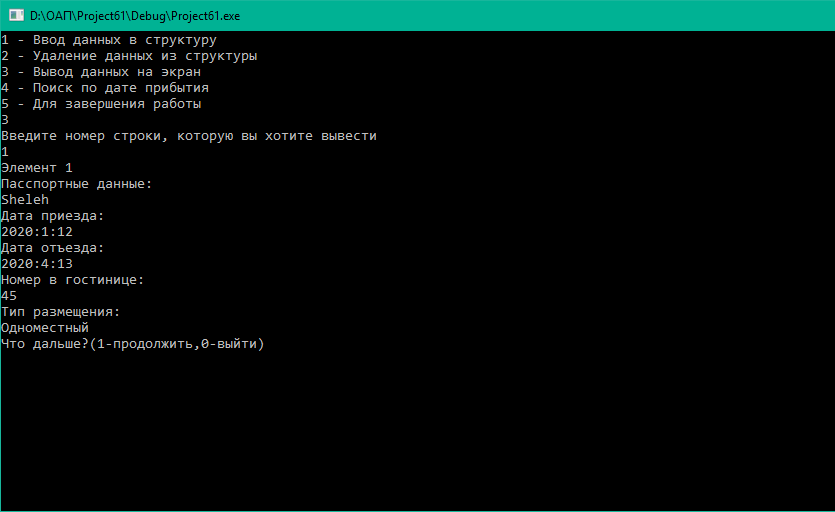 D:\ОАП\Project61\Debug\Project61.exe
1 - Ввод данных в структуру
2 - Удаление данных из структуры
3 - Вывод данных на экран
4 - Поиск по дате прибытия
5 - Для завершения работы
3
Введите номер строки, которую вы хотите вывести
1
Элемент 1
Пасспортные данные:
Sheleh
Дата приезда:
2020:1:12
Дата отъезда:
2020:4:13
Номер в гостинице:
45
Тип размещения:
Одноместный
Что дальше?(1-продолжить,0-выйти)